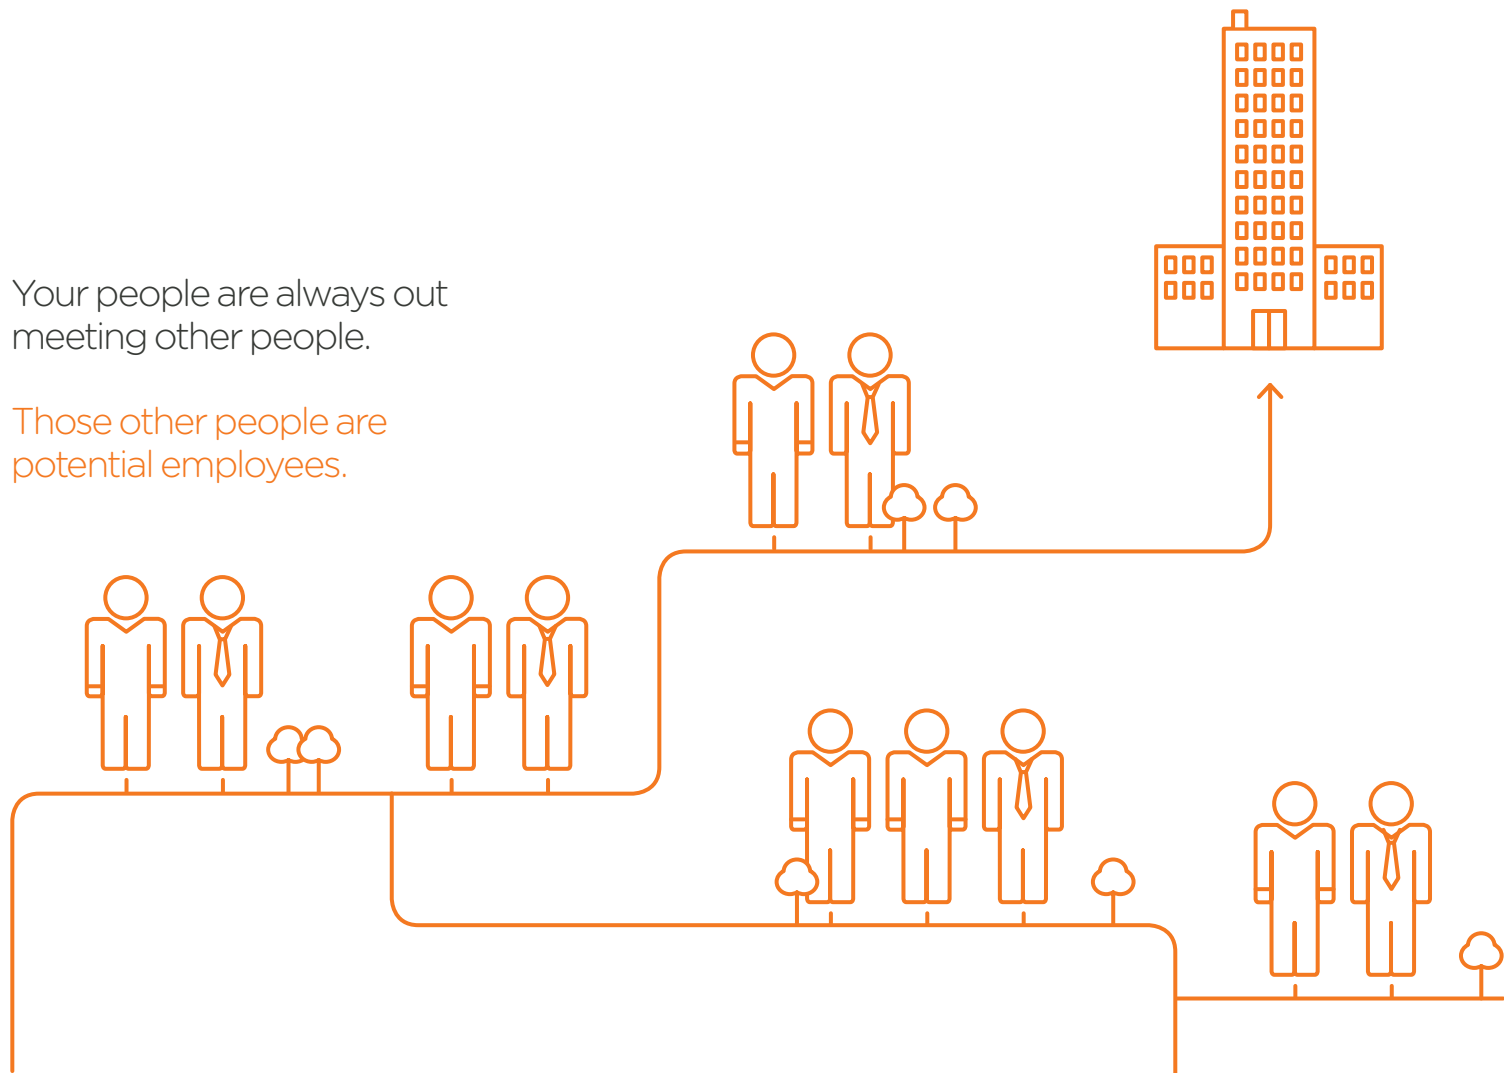 Your people are always out
meeting other people.
Those other people are
potential employees.